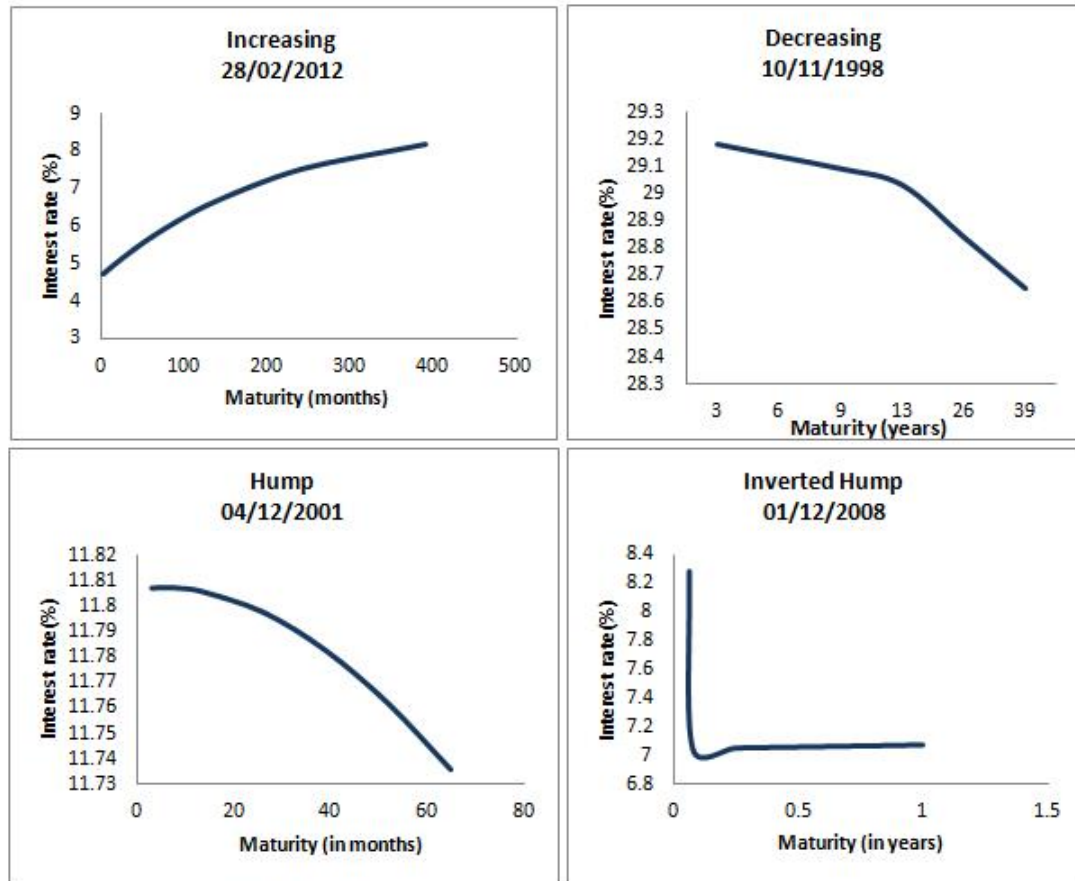 Increasing
28/02/2012
Interest rate (%)
9
8
7
6
5
4
3
0 100 200 300 400 500
Maturity (months)
Decreasing
10/11/1998
Interest rate(%)
29.3
29.2
29.1
29
28.9
28.8
28.7
28.6
28.5
28.4
28.3
3 6 9 13 26 39
Maturity (years)
Hump
04/12/2001
Interest rate(%)
11.82
11.81
11.8
11.79
11.78
11.77
11.76
11.75
11.74
11.73
0 20 40 60 80
Maturity (in months)
Inverted Hump
01/12/2008
Interest rate(%)
8.4
8.2
8
7.8
7.6
7.4
7.2
7
6.8
0 0.5 1 1.5
Maturity (in years)